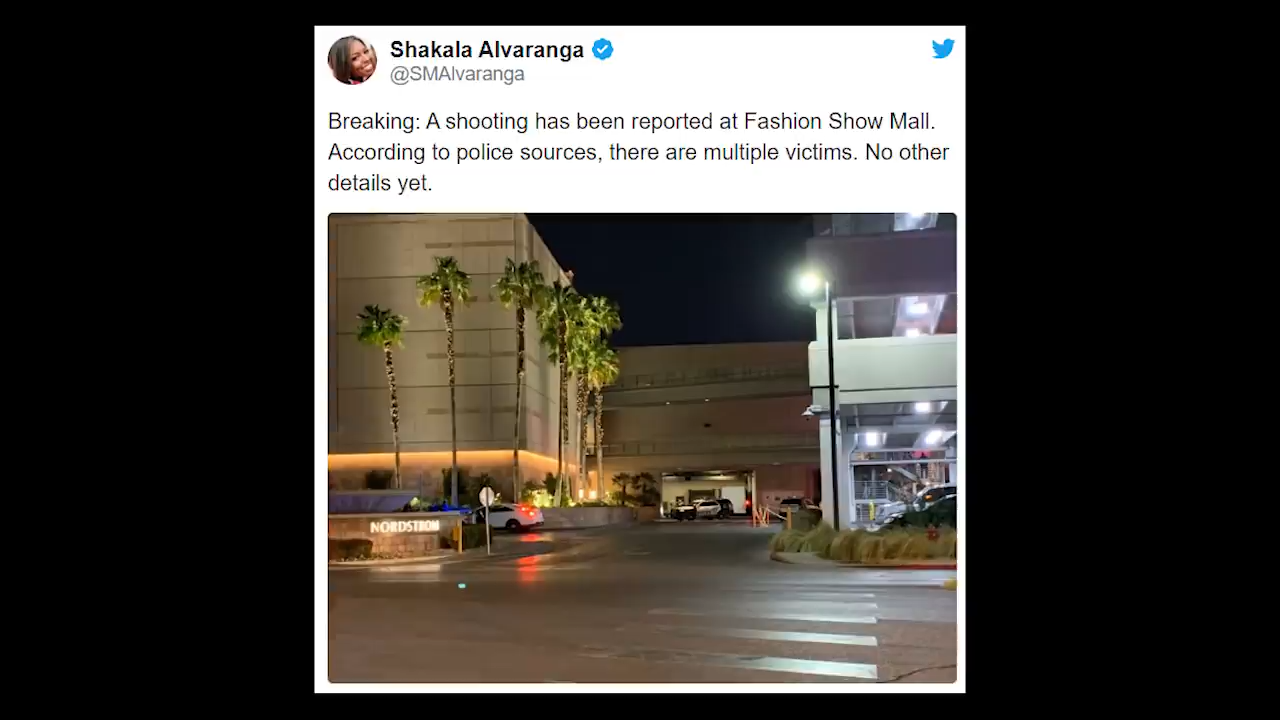 Shakala Alvaranga
@SMAlvaranga
Breaking: A shooting has been reported at Fashion Show Mall.
According to police sources, there are multiple victims. No other
details yet.
NORDSTROM